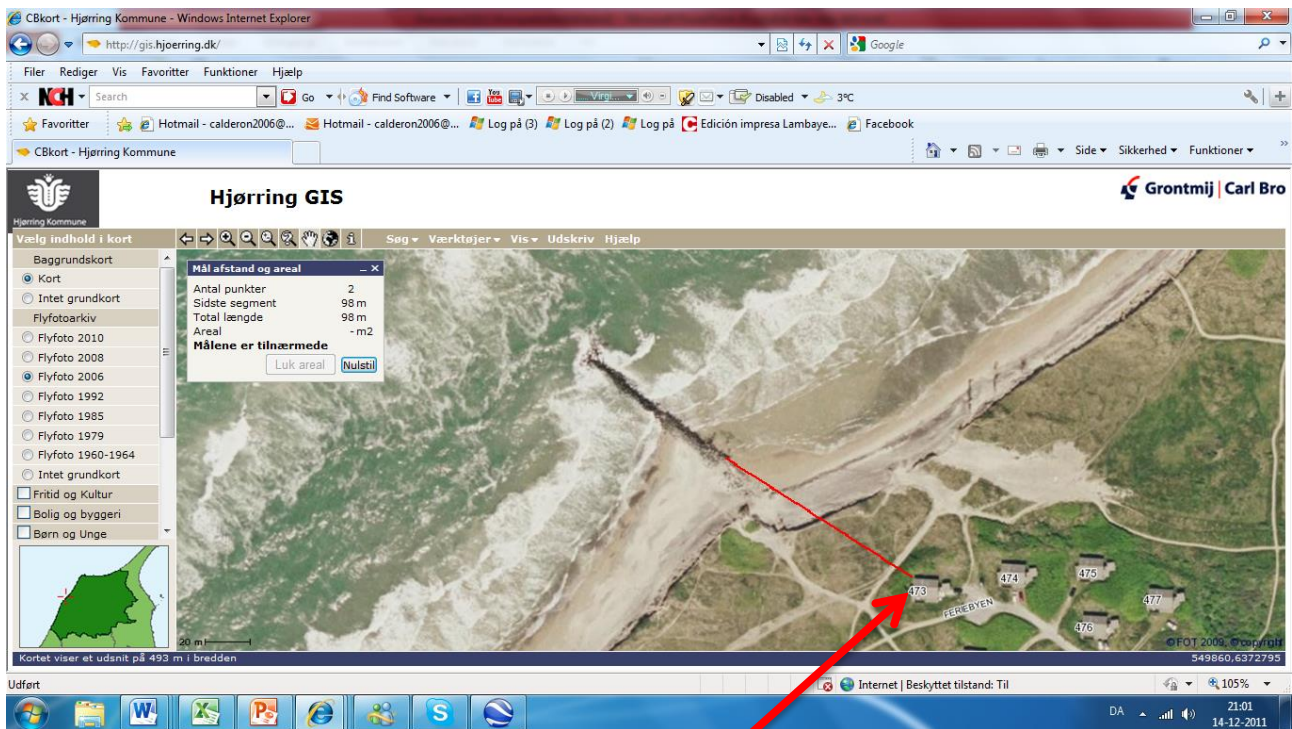 CBkort - Hjørring Kommune - Windows Internet Explorer
http://gis.hjoerring.dk/
Google
Filer Rediger Vis Favoritter Funktioner Hjælp
x NCH Search Go Find Software You Tube Virgi... Disabled 3°C
Favoritter Hotmail - calderon2006@... Hotmail - calderon2006@... Log på (3) Log på (2) Log på Edición impresa Lambaye... Facebook
CBkort - Hjørring Kommune
Side Sikkerhed Funktioner
Hjørring Kommune
Hjørring GIS
Grontmij | Carl Bro
Vælg indhold i kort
Søg Værktøjer Vis Udskriv Hjælp
Baggrundskort
Kort
Intet grundkort
Flyfotoarkiv
Flyfoto 2010
Flyfoto 2008
Flyfoto 2006
Flyfoto 1992
Flyfoto 1985
Flyfoto 1979
Flyfoto 1960-1964
Intet grundkort
Fritid og Kultur
Bolig og byggeri
Børn og Unge
Mål afstand og areal
Antal punkter 2
Sidste segment 98 m
Total længde 98 m
Areal - m2
Målene er tilnærmede
Luk areal Nulstil
473
474
475
FERIEBYEN
477
476
20 m
©FOT 2009, ©copyright
Kortet viser et udsnit på 493 m i bredden
549860,6372795
Udført
Internet | Beskyttet tilstand: Til
105%
DA
21:01
14-12-2011